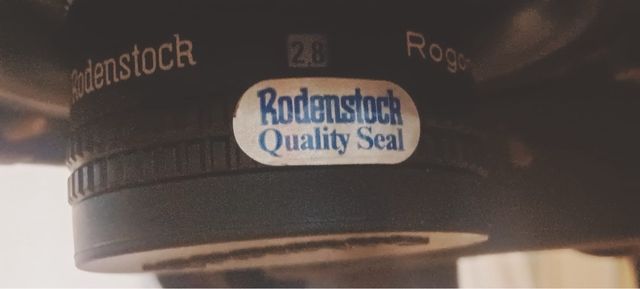 Rodenstock 2.8 Rogo
Rodenstock
Quality Seal